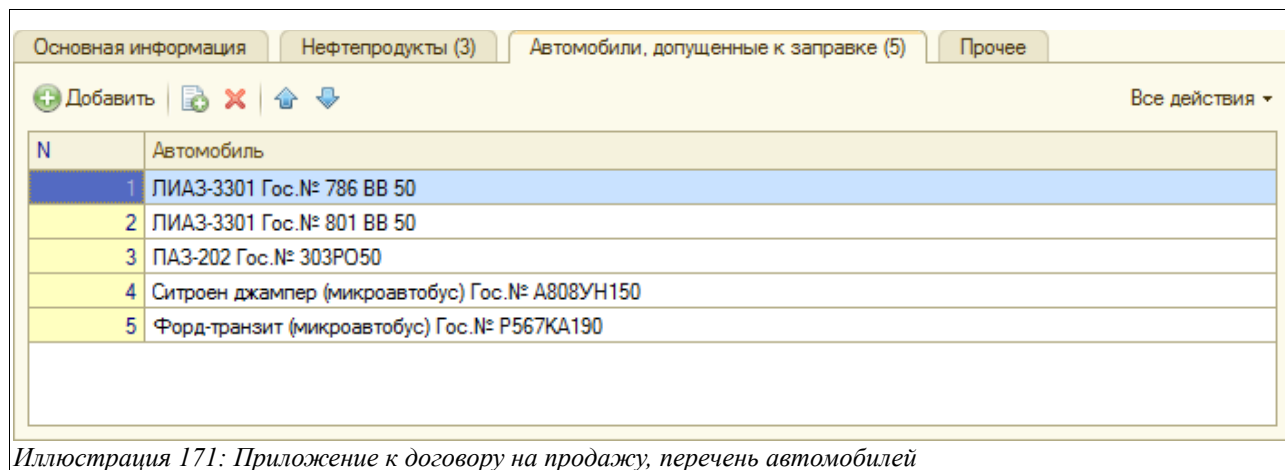 Основная информация Нефтепродукты (3) Автомобили, допущенные к заправке (5) Прочее
Добавить Все действия
N Автомобиль
1 ЛИАЗ-3301 Гос.№ 786 ВВ 50
2 ЛИАЗ-3301 Гос.№ 801 ВВ 50
3 ПАЗ-202 Гос.№ 303РО50
4 Ситроен джампер (микроавтобус) Гос.№ А808УН150
5 Форд-транзит (микроавтобус) Гос.№ Р567КА190
Иллюстрация 171: Приложение к договору на продажу, перечень автомобилей